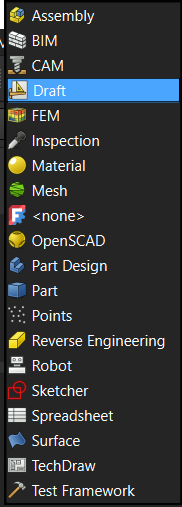 Assembly
BIM
CAM
Draft
FEM
Inspection
Material
Mesh
<none>
OpenSCAD
Part Design
Part
Points
Reverse Engineering
Robot
Sketcher
Spreadsheet
Surface
TechDraw
Test Framework